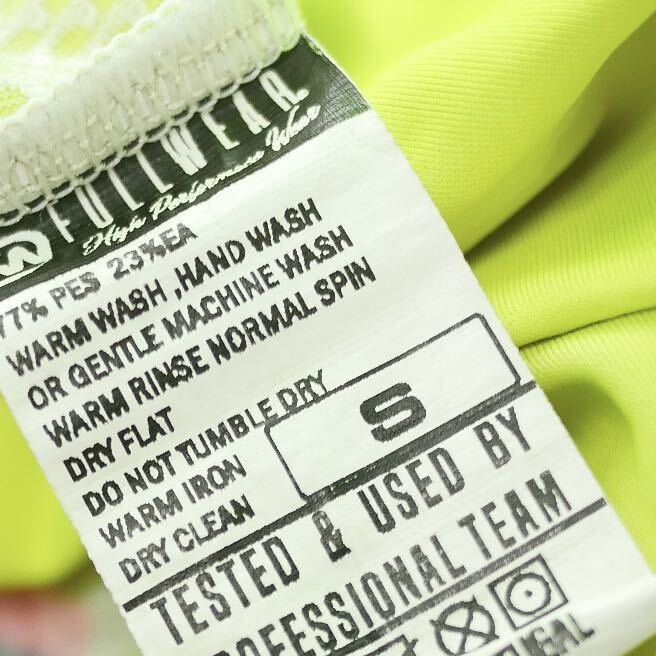 FULLWEAR
High Performance Wear
77% PES 23%EA
WARM WASH ,HAND WASH
OR GENTLE MACHINE WASH
WARM RINSE NORMAL SPIN
DRY FLAT
DO NOT TUMBLE DRY
WARM IRON
DRY CLEAN
S
TESTED & USED BY
PROFESSIONAL TEAM